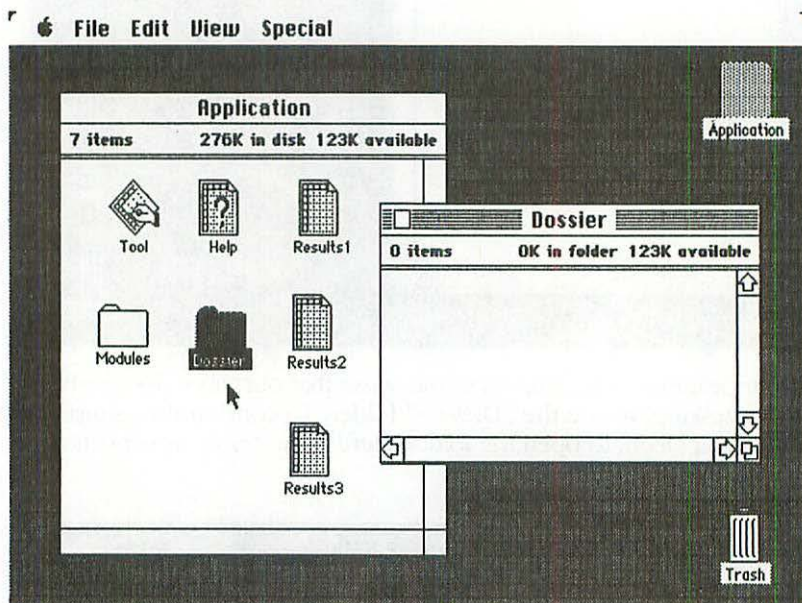 File Edit View Special
Application
7 items 276K in disk 123K available
Tool
Help
Results1
Modules
Dossier
Results2
Results3
Application
Dossier
0 items 0K in folder 123K available
Trash